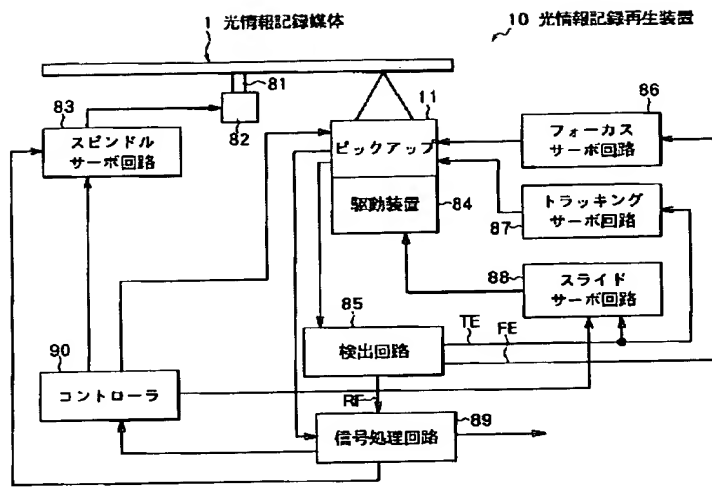 1 光情報記録媒体
10 光情報記録再生装置
81
83
82
11
86
スピンドル
サーボ回路
ピックアップ
フォーカス
サーボ回路
駆動装置
84
トラッキング
サーボ回路
87
88
スライド
サーボ回路
85
TE
FE
検出回路
90
コントローラ
RF
信号処理回路
89